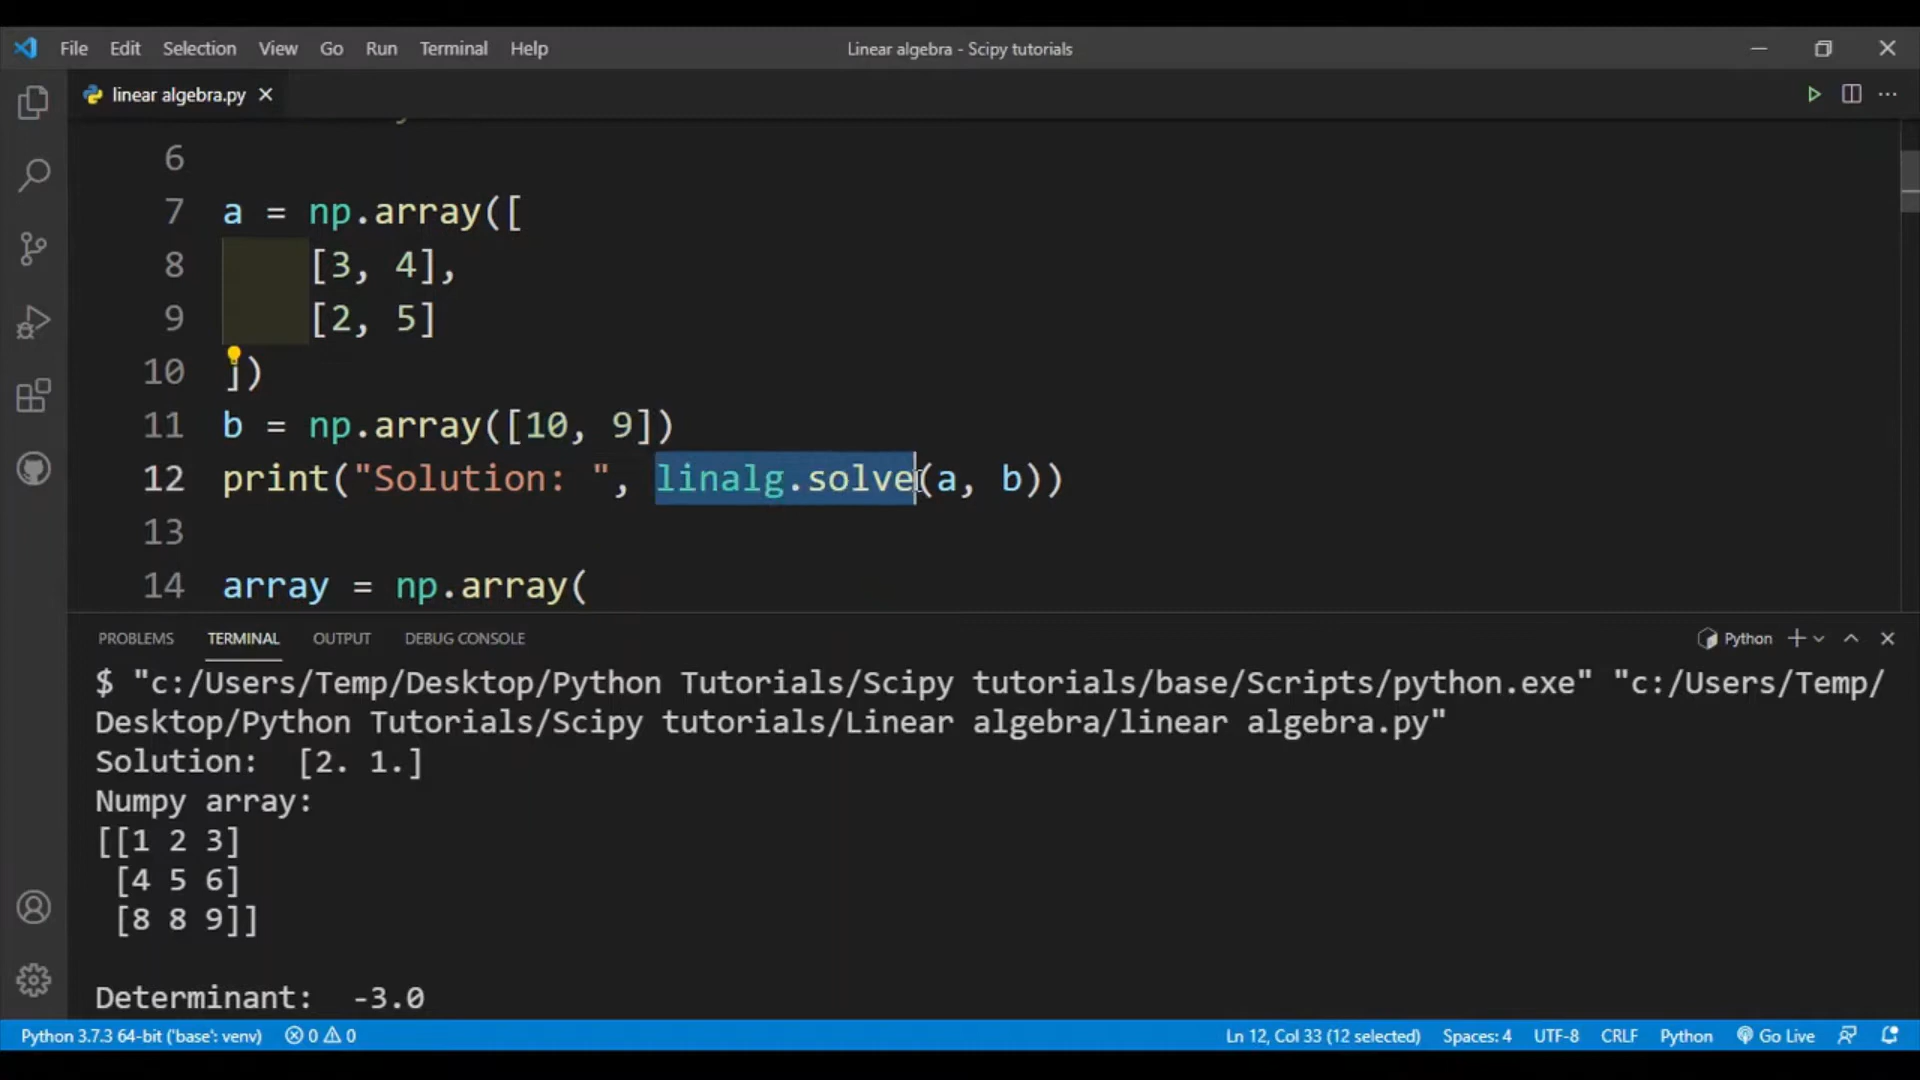 File Edit Selection View Go Run Terminal Help Linear algebra - Scipy tutorials
linear algebra.py
6
7 a = np.array([
8 [3, 4],
9 [2, 5]
10 ])
11 b = np.array([10, 9])
12 print("Solution: ", linalg.solve(a, b))
13
14 array = np.array(
PROBLEMS TERMINAL OUTPUT DEBUG CONSOLE Python
$ "c:/Users/Temp/Desktop/Python Tutorials/Scipy tutorials/base/Scripts/python.exe" "c:/Users/Temp/
Desktop/Python Tutorials/Scipy tutorials/Linear algebra/linear algebra.py"
Solution:  [2. 1.]
Numpy array:
[[1 2 3]
 [4 5 6]
 [8 8 9]]
Determinant:  -3.0
Python 3.7.3 64-bit ('base': venv) 0 0 Ln 12, Col 33 (12 selected) Spaces: 4 UTF-8 CRLF Python Go Live